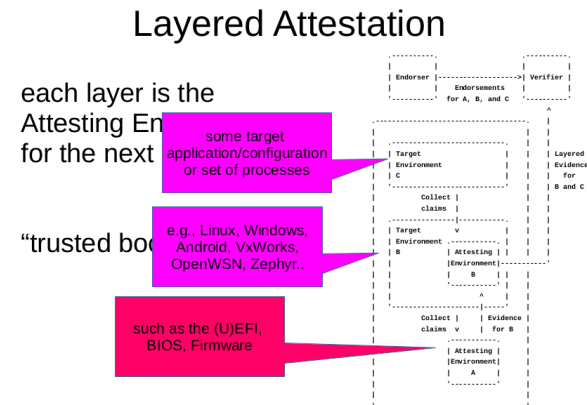 Layered Attestation
each layer is the
Attesting En
for the next
"trusted boo
some target
application/configuration
or set of processes
e.g., Linux, Windows,
Android, VxWorks,
OpenWSN, Zephyr..
such as the (U)EFI,
BIOS, Firmware
Endorser
Verifier
Endorsements
for A, B, and C
Target
Environment
C
Layered
Evidence
for
B and C
Collect
claims
Target
Environment
B
Attesting
Environment
B
Collect
claims
Evidence
for B
Attesting
Environment
A